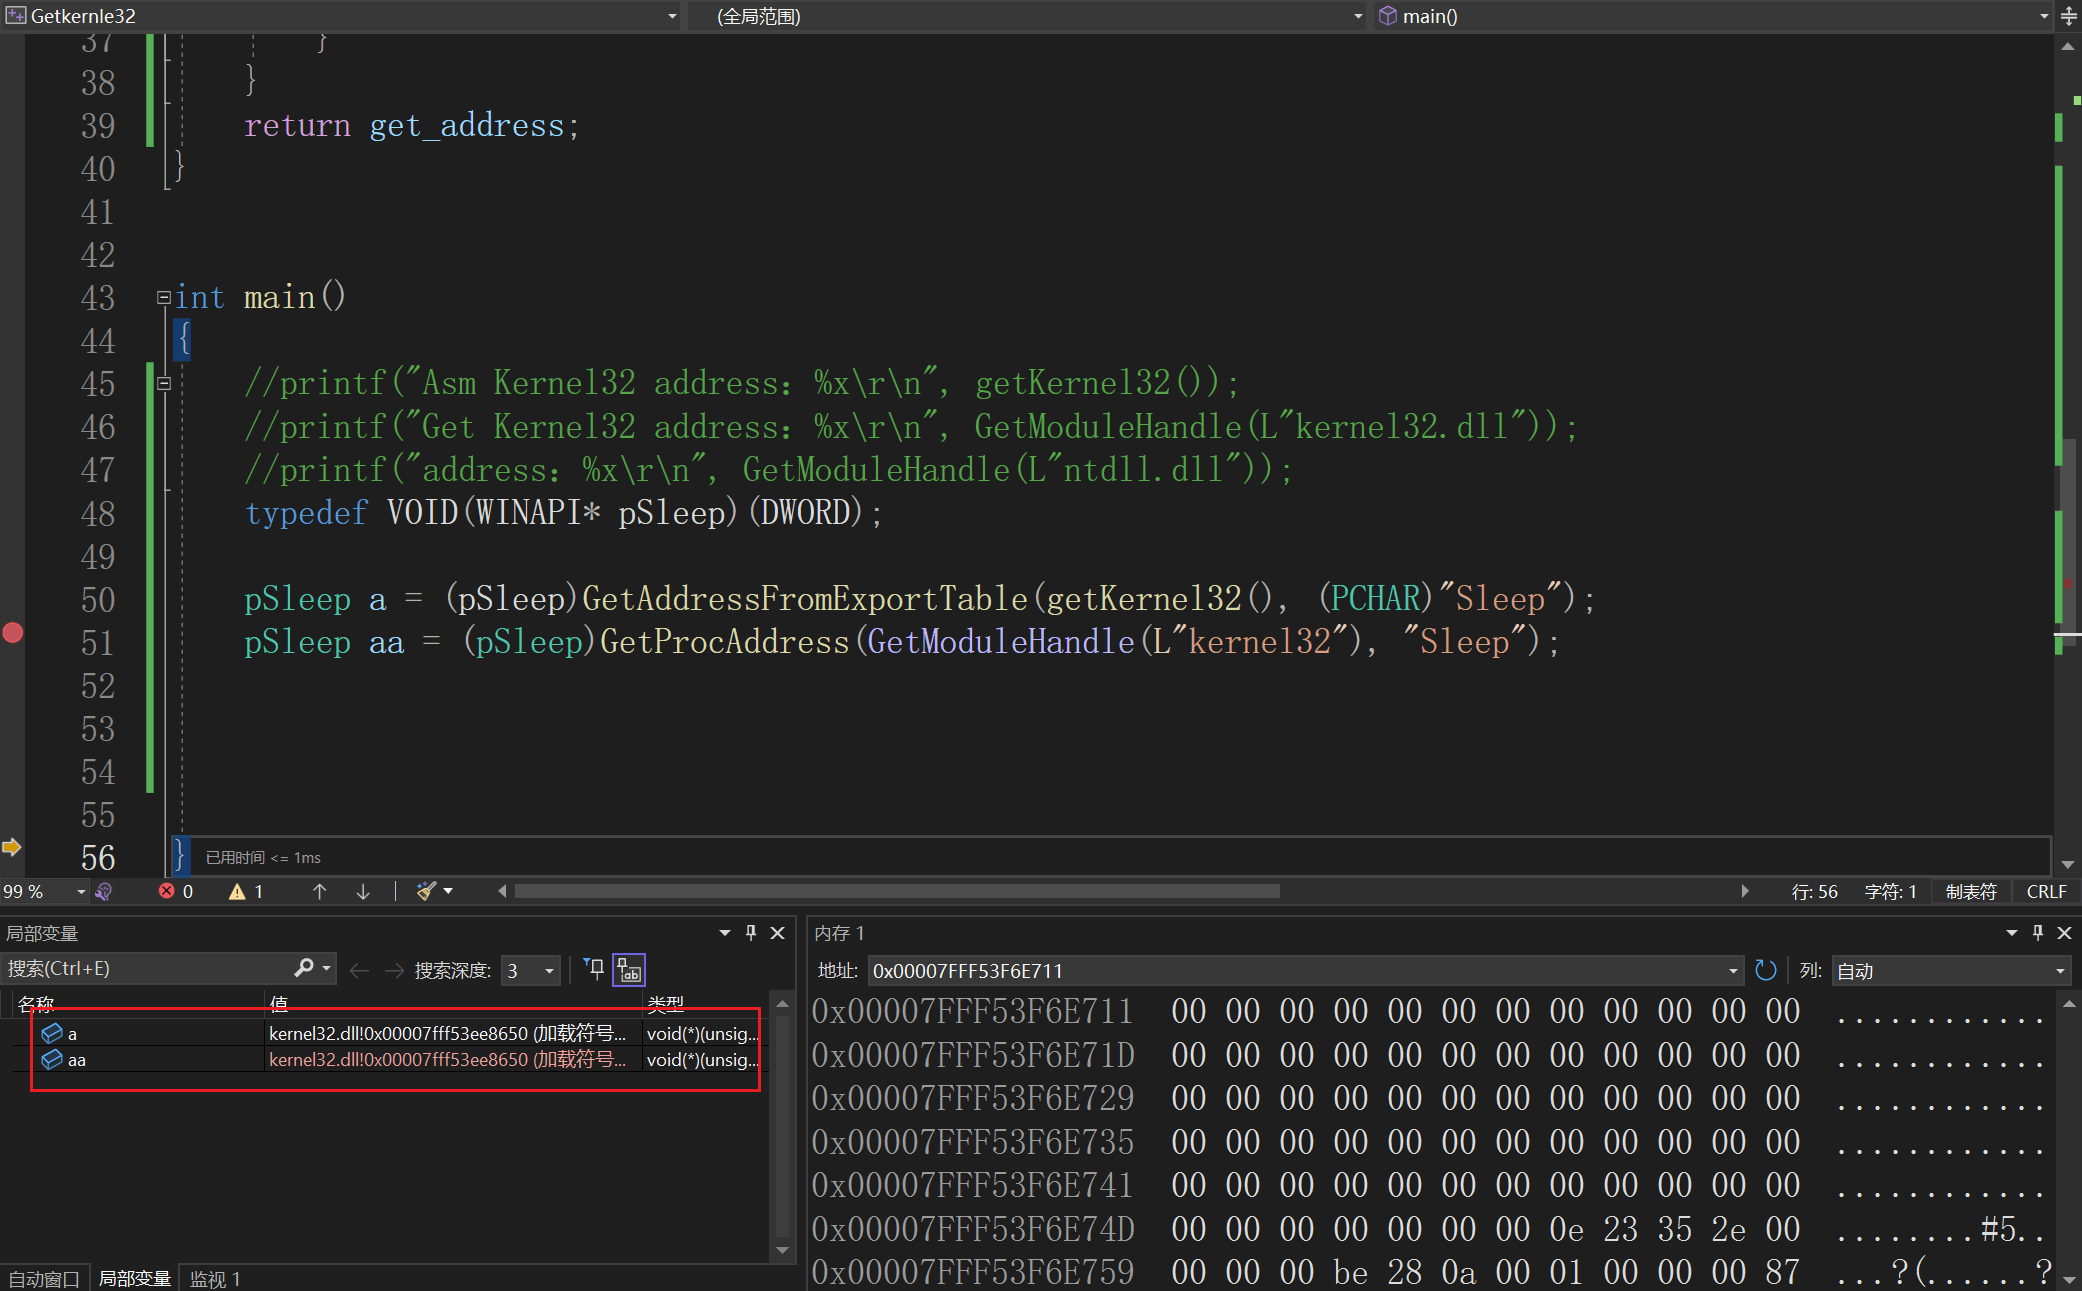 Getkernle32 (全局范围) main()
37 }
38 }
39 return get_address;
40 }
41
42
43 int main()
44 {
45 //printf("Asm Kernel32 address：%x\r\n", getKernel32());
46 //printf("Get Kernel32 address：%x\r\n", GetModuleHandle(L"kernel32.dll"));
47 //printf("address：%x\r\n", GetModuleHandle(L"ntdll.dll"));
48 typedef VOID(WINAPI* pSleep)(DWORD);
49
50 pSleep a = (pSleep)GetAddressFromExportTable(getKernel32(), (PCHAR)"Sleep");
51 pSleep aa = (pSleep)GetProcAddress(GetModuleHandle(L"kernel32"), "Sleep");
52
53
54
55
56 } 已用时间 <= 1ms
99 % 0 1 行: 56 字符: 1 制表符 CRLF
局部变量
搜索(Ctrl+E) 搜索深度: 3
名称 值 类型
a kernel32.dll!0x00007fff53ee8650 (加载符号... void(*)(unsig...
aa kernel32.dll!0x00007fff53ee8650 (加载符号... void(*)(unsig...
自动窗口 局部变量 监视 1
内存 1
地址: 0x00007FFF53F6E711 列: 自动
0x00007FFF53F6E711 00 00 00 00 00 00 00 00 00 00 00 00 ............
0x00007FFF53F6E71D 00 00 00 00 00 00 00 00 00 00 00 00 ............
0x00007FFF53F6E729 00 00 00 00 00 00 00 00 00 00 00 00 ............
0x00007FFF53F6E735 00 00 00 00 00 00 00 00 00 00 00 00 ............
0x00007FFF53F6E741 00 00 00 00 00 00 00 00 00 00 00 00 ............
0x00007FFF53F6E74D 00 00 00 00 00 00 00 0e 23 35 2e 00 ........#5..
0x00007FFF53F6E759 00 00 00 be 28 0a 00 01 00 00 00 87 ...?(......?